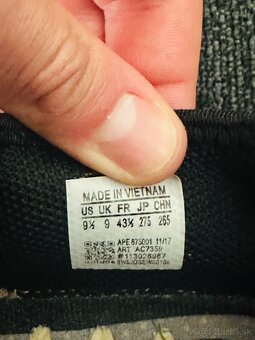 MADE IN VIETNAM
US UK FR JP CHN
9½ 9 43⅓ 275 265
APE 675001 11/17
ART AC7359
#113026967